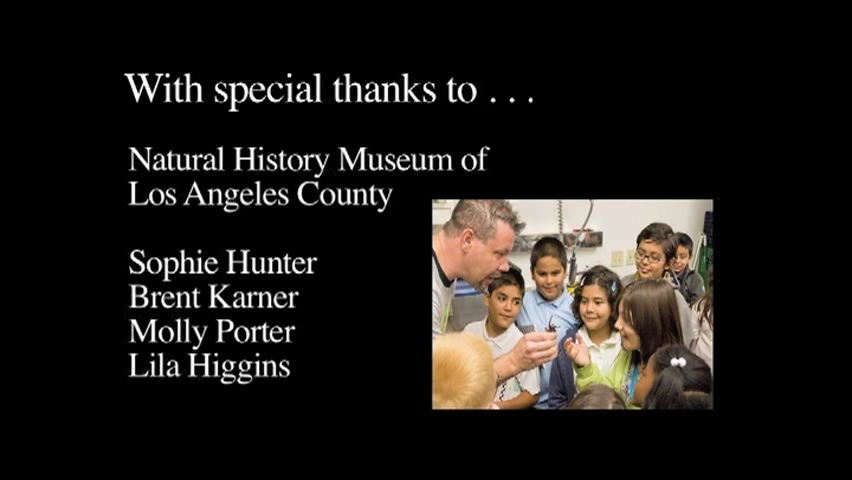 With special thanks to . . .
Natural History Museum of
Los Angeles County
Sophie Hunter
Brent Karner
Molly Porter
Lila Higgins